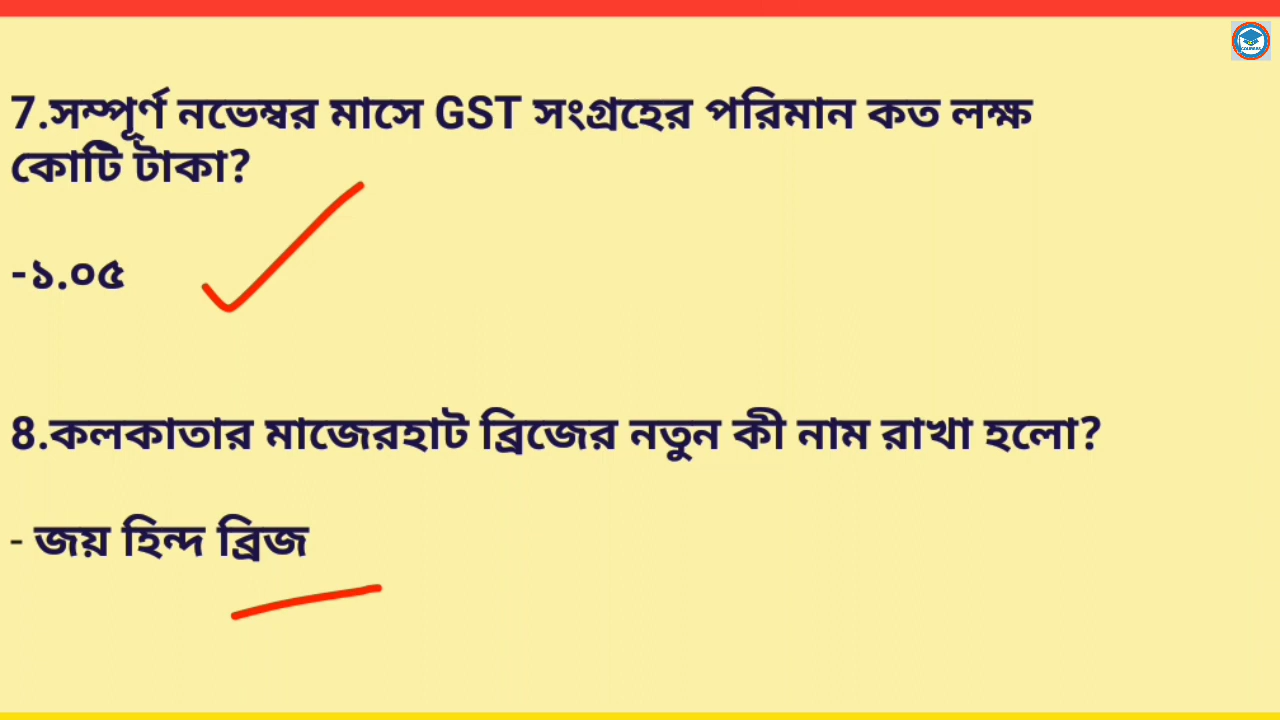 7.সম্পূর্ণ নভেম্বর মাসে GST সংগ্রহের পরিমান কত লক্ষ
কোটি টাকা?
-১.০৫
8.কলকাতার মাজেরহাট ব্রিজের নতুন কী নাম রাখা হলো?
- জয় হিন্দ ব্রিজ